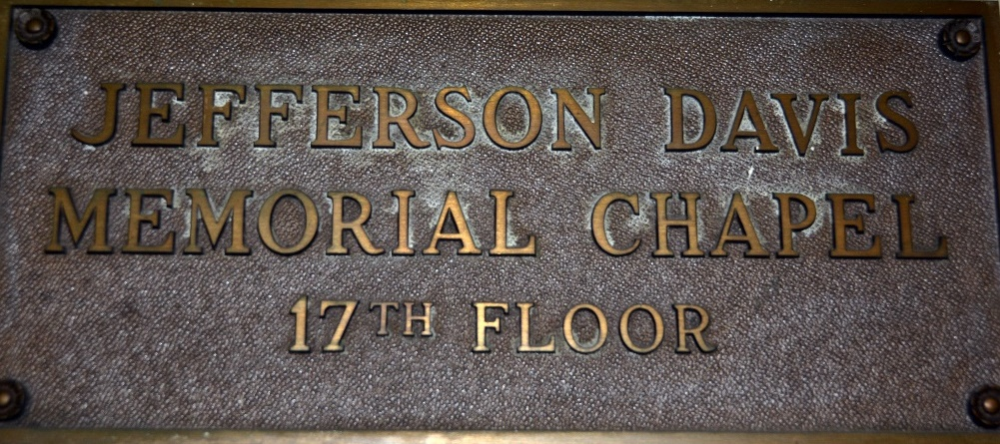 JEFFERSON DAVIS
MEMORIAL CHAPEL
17TH FLOOR